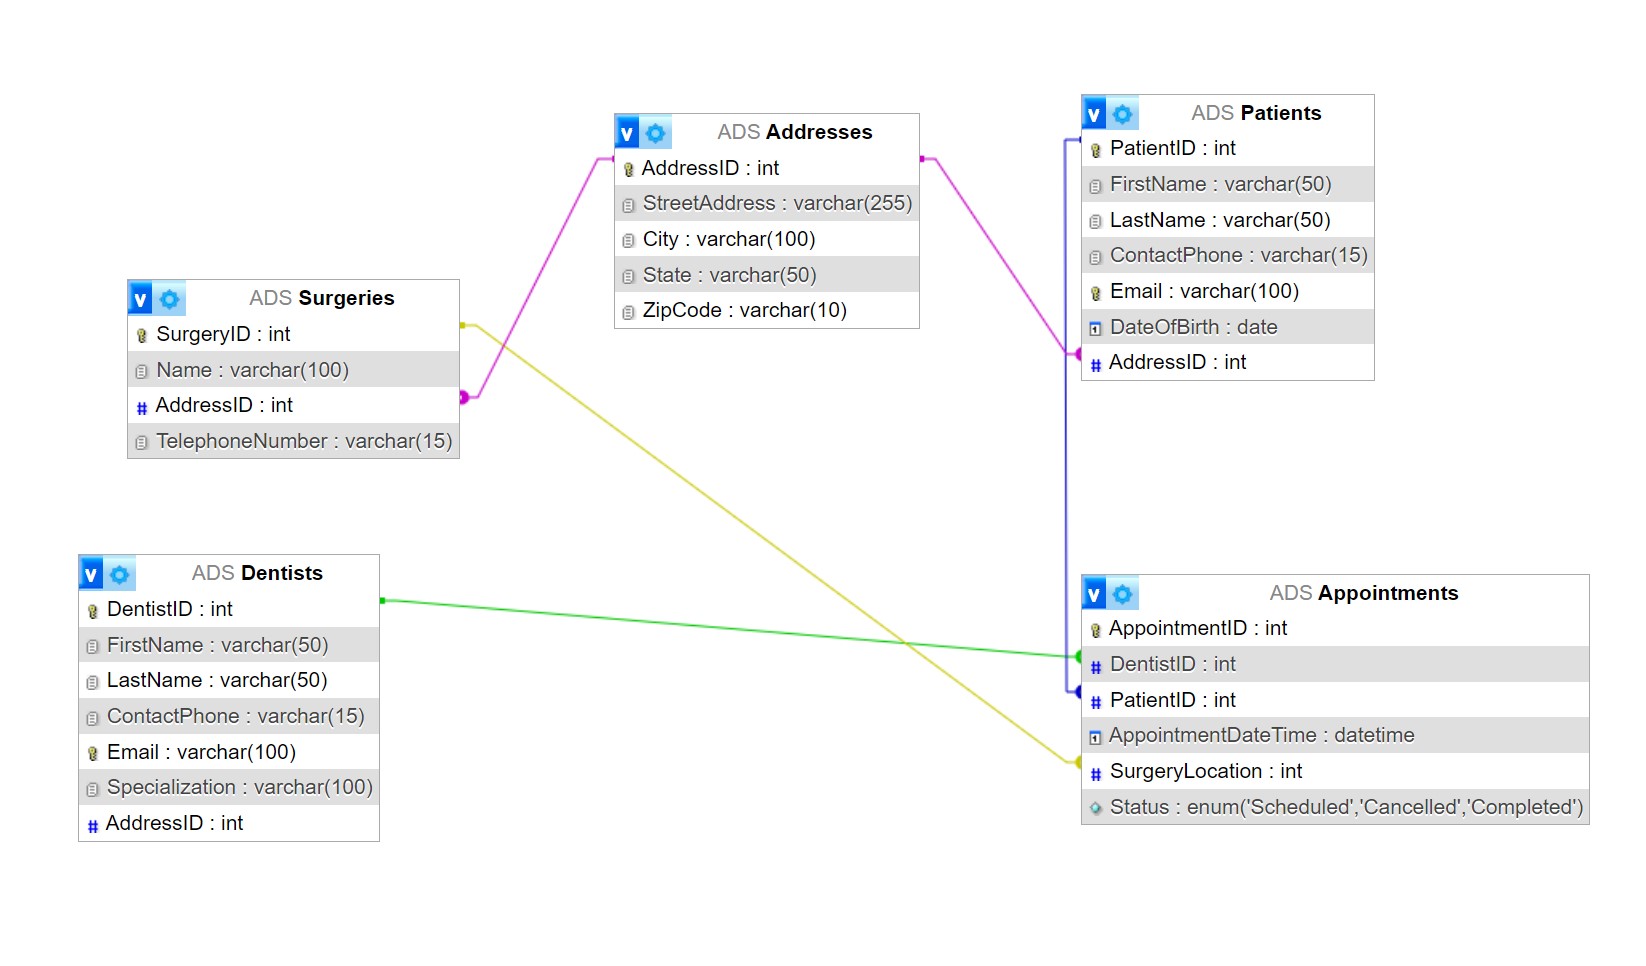 v ADS Addresses
AddressID : int
StreetAddress : varchar(255)
City : varchar(100)
State : varchar(50)
ZipCode : varchar(10)
v ADS Patients
PatientID : int
FirstName : varchar(50)
LastName : varchar(50)
ContactPhone : varchar(15)
Email : varchar(100)
DateOfBirth : date
# AddressID : int
v ADS Surgeries
SurgeryID : int
Name : varchar(100)
# AddressID : int
TelephoneNumber : varchar(15)
v ADS Dentists
DentistID : int
FirstName : varchar(50)
LastName : varchar(50)
ContactPhone : varchar(15)
Email : varchar(100)
Specialization : varchar(100)
# AddressID : int
v ADS Appointments
AppointmentID : int
# DentistID : int
# PatientID : int
AppointmentDateTime : datetime
# SurgeryLocation : int
Status : enum('Scheduled','Cancelled','Completed')